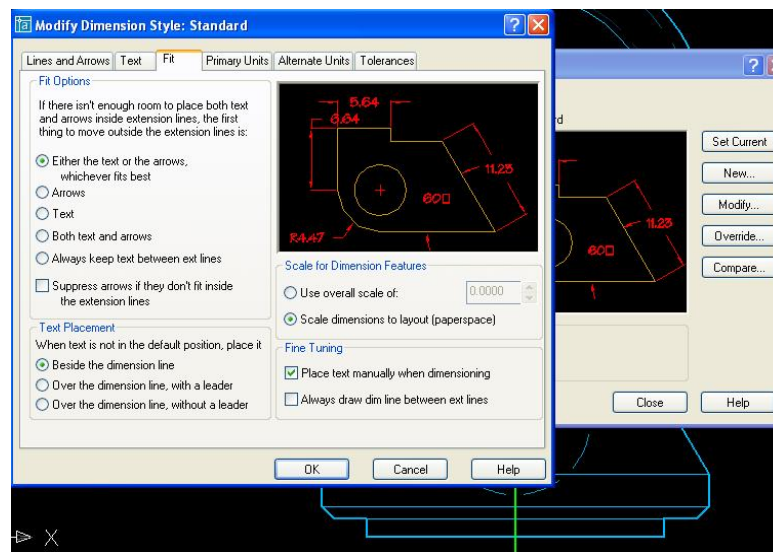 Modify Dimension Style: Standard
Lines and Arrows Text Fit Primary Units Alternate Units Tolerances
Fit Options
If there isn't enough room to place both text
and arrows inside extension lines, the first
thing to move outside the extension lines is:
Either the text or the arrows,
whichever fits best
Arrows
Text
Both text and arrows
Always keep text between ext lines
Suppress arrows if they don't fit inside
the extension lines
Text Placement
When text is not in the default position, place it
Beside the dimension line
Over the dimension line, with a leader
Over the dimension line, without a leader
5.64
6.64
11.23
60□
R4.47
Scale for Dimension Features
Use overall scale of: 0.0000
Scale dimensions to layout (paperspace)
Fine Tuning
Place text manually when dimensioning
Always draw dim line between ext lines
OK Cancel Help
rd
11.23
60□
Set Current
New...
Modify...
Override...
Compare...
Close Help
X